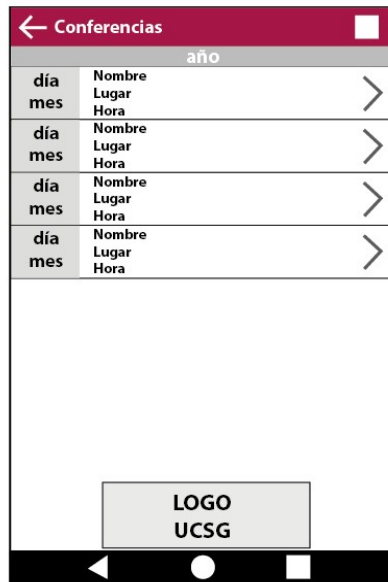 Conferencias
año
día
mes
Nombre
Lugar
Hora
día
mes
Nombre
Lugar
Hora
día
mes
Nombre
Lugar
Hora
día
mes
Nombre
Lugar
Hora
LOGO
UCSG